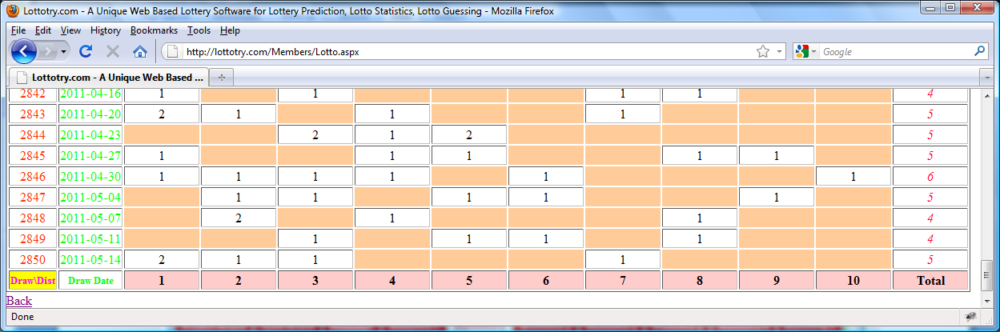 Lottotry.com - A Unique Web Based Lottery Software for Lottery Prediction, Lotto Statistics, Lotto Guessing - Mozilla Firefox
File Edit View History Bookmarks Tools Help
http://lottotry.com/Members/Lotto.aspx Google
Lottotry.com - A Unique Web Based ...
2842 2011-04-16 1 1 1 1 4
2843 2011-04-20 2 1 1 1 5
2844 2011-04-23 2 1 2 5
2845 2011-04-27 1 1 1 1 1 5
2846 2011-04-30 1 1 1 1 1 1 6
2847 2011-05-04 1 1 1 1 1 5
2848 2011-05-07 2 1 1 4
2849 2011-05-11 1 1 1 1 4
2850 2011-05-14 2 1 1 1 5
Draw\Dist Draw Date 1 2 3 4 5 6 7 8 9 10 Total
Back
Done